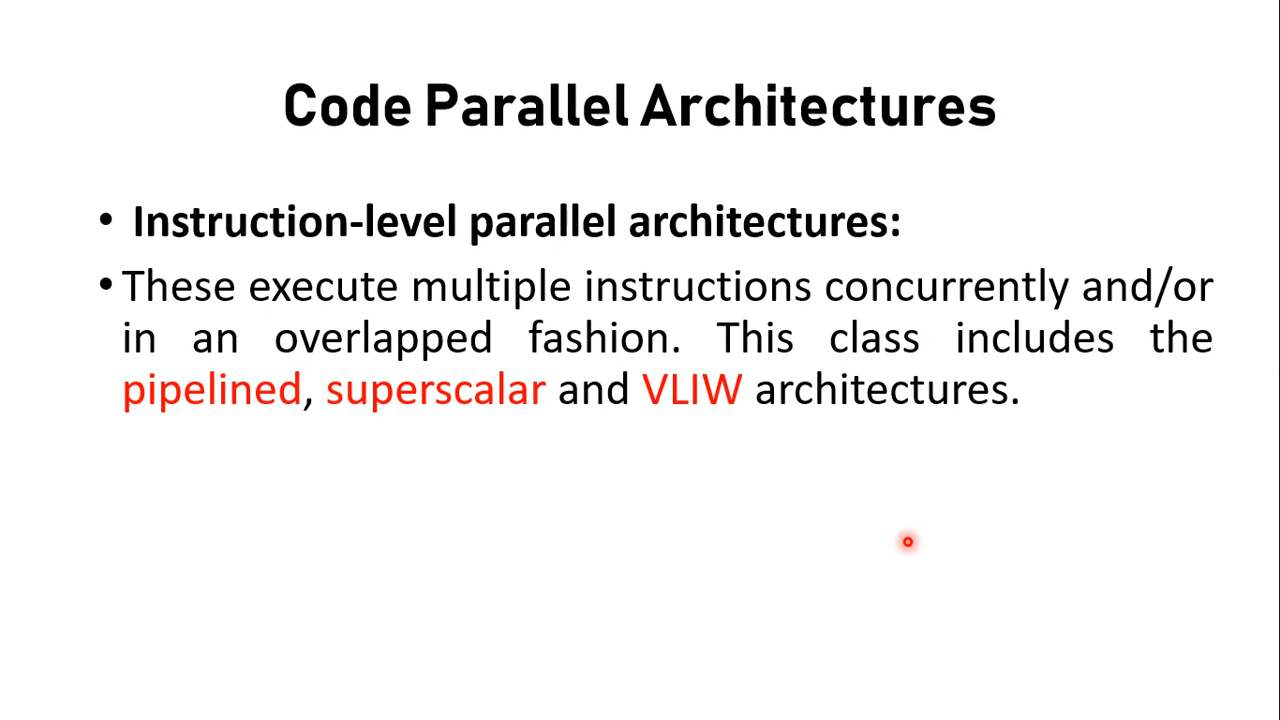 Code Parallel Architectures
• Instruction-level parallel architectures:
• These execute multiple instructions concurrently and/or
in an overlapped fashion. This class includes the
pipelined, superscalar and VLIW architectures.